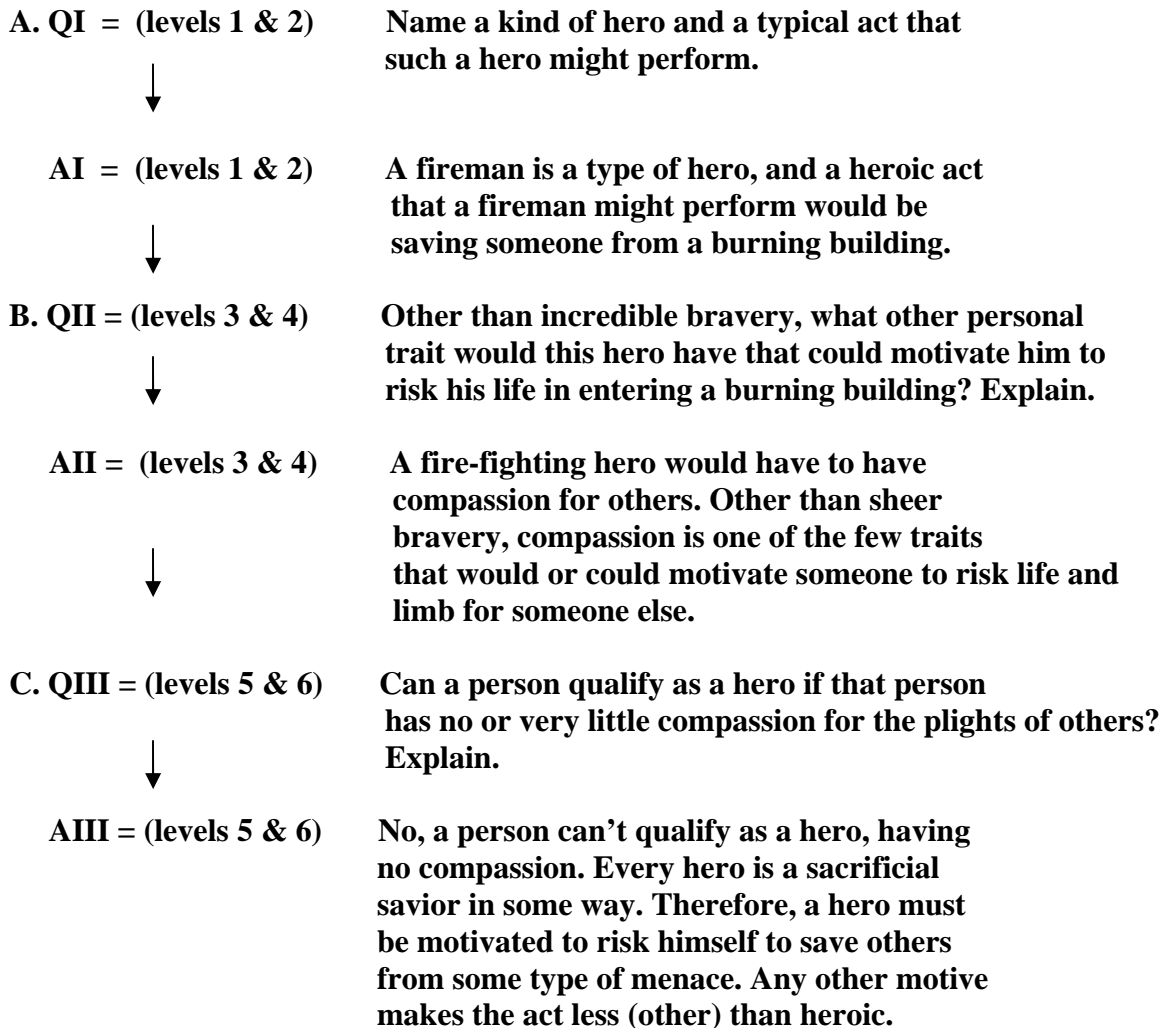 A. QI = (levels 1 & 2) Name a kind of hero and a typical act that
such a hero might perform.
AI = (levels 1 & 2) A fireman is a type of hero, and a heroic act
that a fireman might perform would be
saving someone from a burning building.
B. QII = (levels 3 & 4) Other than incredible bravery, what other personal
trait would this hero have that could motivate him to
risk his life in entering a burning building? Explain.
AII = (levels 3 & 4) A fire-fighting hero would have to have
compassion for others. Other than sheer
bravery, compassion is one of the few traits
that would or could motivate someone to risk life and
limb for someone else.
C. QIII = (levels 5 & 6) Can a person qualify as a hero if that person
has no or very little compassion for the plights of others?
Explain.
AIII = (levels 5 & 6) No, a person can’t qualify as a hero, having
no compassion. Every hero is a sacrificial
savior in some way. Therefore, a hero must
be motivated to risk himself to save others
from some type of menace. Any other motive
makes the act less (other) than heroic.